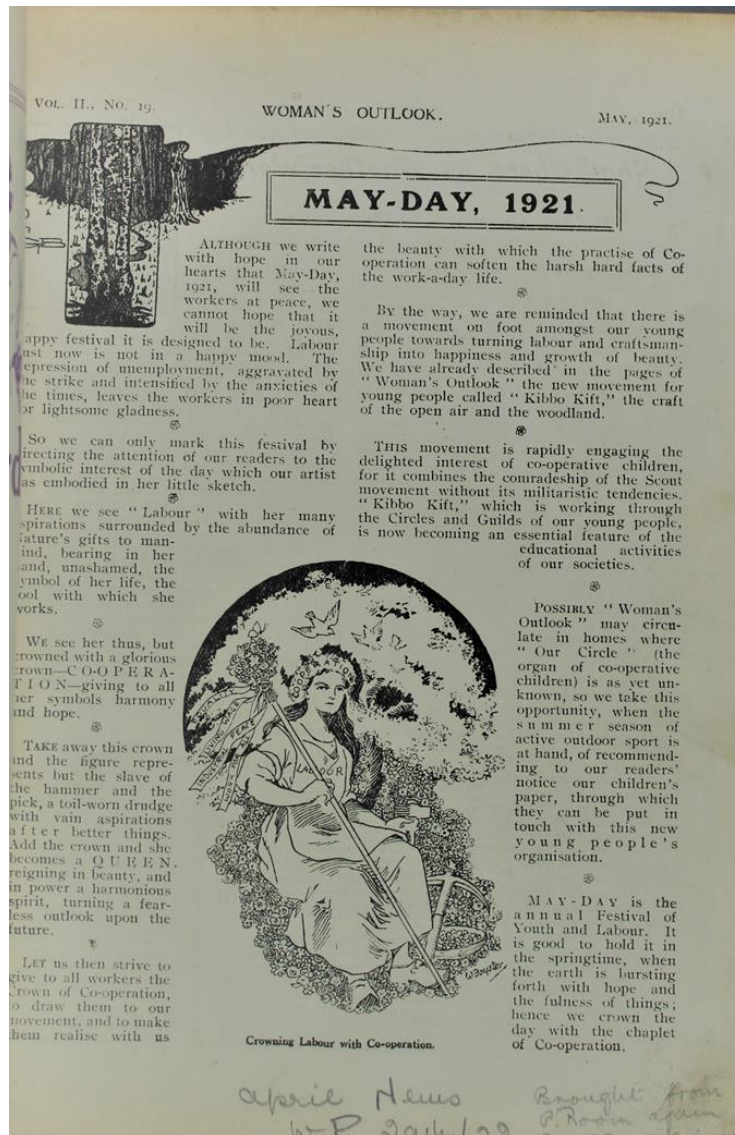 VOL. II., NO. 19.
WOMAN'S OUTLOOK.
MAY, 1921.
MAY-DAY, 1921.
ALTHOUGH we write
with hope in our
hearts that May-Day,
1921, will see the
workers at peace, we
cannot hope that it
will be the joyous,
appy festival it is designed to be. Labour
ust now is not in a happy mood. The
epression of unemployment, aggravated by
he strike and intensified by the anxieties of
he times, leaves the workers in poor heart
or lightsome gladness.
So we can only mark this festival by
irecting the attention of our readers to the
ymbolic interest of the day which our artist
as embodied in her little sketch.
HERE we see "Labour" with her many
spirations surrounded by the abundance of
ature's gifts to man-
ind, bearing in her
and, unashamed, the
ymbol of her life, the
ool with which she
works.
WE see her thus, but
crowned with a glorious
crown—C O-O P E R A-
T I O N—giving to all
her symbols harmony
and hope.
TAKE away this crown
and the figure repre-
sents but the slave of
the hammer and the
pick, a toil-worn drudge
with vain aspirations
after better things.
Add the crown and she
becomes a QUEEN,
reigning in beauty, and
in power a harmonious
spirit, turning a fear-
less outlook upon the
future.
LET us then strive to
give to all workers the
Crown of Co-operation,
to draw them to our
movement, and to make
them realise with us
the beauty with which the practise of Co-
operation can soften the harsh hard facts of
the work-a-day life.
BY the way, we are reminded that there is
a movement on foot amongst our young
people towards turning labour and craftsman-
ship into happiness and growth of beauty.
We have already described in the pages of
"Woman's Outlook" the new movement for
young people called "Kibbo Kift," the craft
of the open air and the woodland.
THIS movement is rapidly engaging the
delighted interest of co-operative children,
for it combines the comradeship of the Scout
movement without its militaristic tendencies.
"Kibbo Kift," which is working through
the Circles and Guilds of our young people,
is now becoming an essential feature of the
educational activities
of our societies.
POSSIBLY "Woman's
Outlook" may circu-
late in homes where
"Our Circle" (the
organ of co-operative
children) is as yet un-
known, so we take this
opportunity, when the
summer season of
active outdoor sport is
at hand, of recommend-
ing to our readers'
notice our children's
paper, through which
they can be put in
touch with this new
young people's
organisation.
MAY-DAY is the
annual Festival of
Youth and Labour. It
is good to hold it in
the springtime, when
the earth is bursting
forth with hope and
the fulness of things;
hence we crown the
day with the chaplet
of Co-operation.
LIVING WAGE
INDUSTRIAL PEACE
LABOUR
Crowning Labour with Co-operation.
April News
Brought from
P. Room again